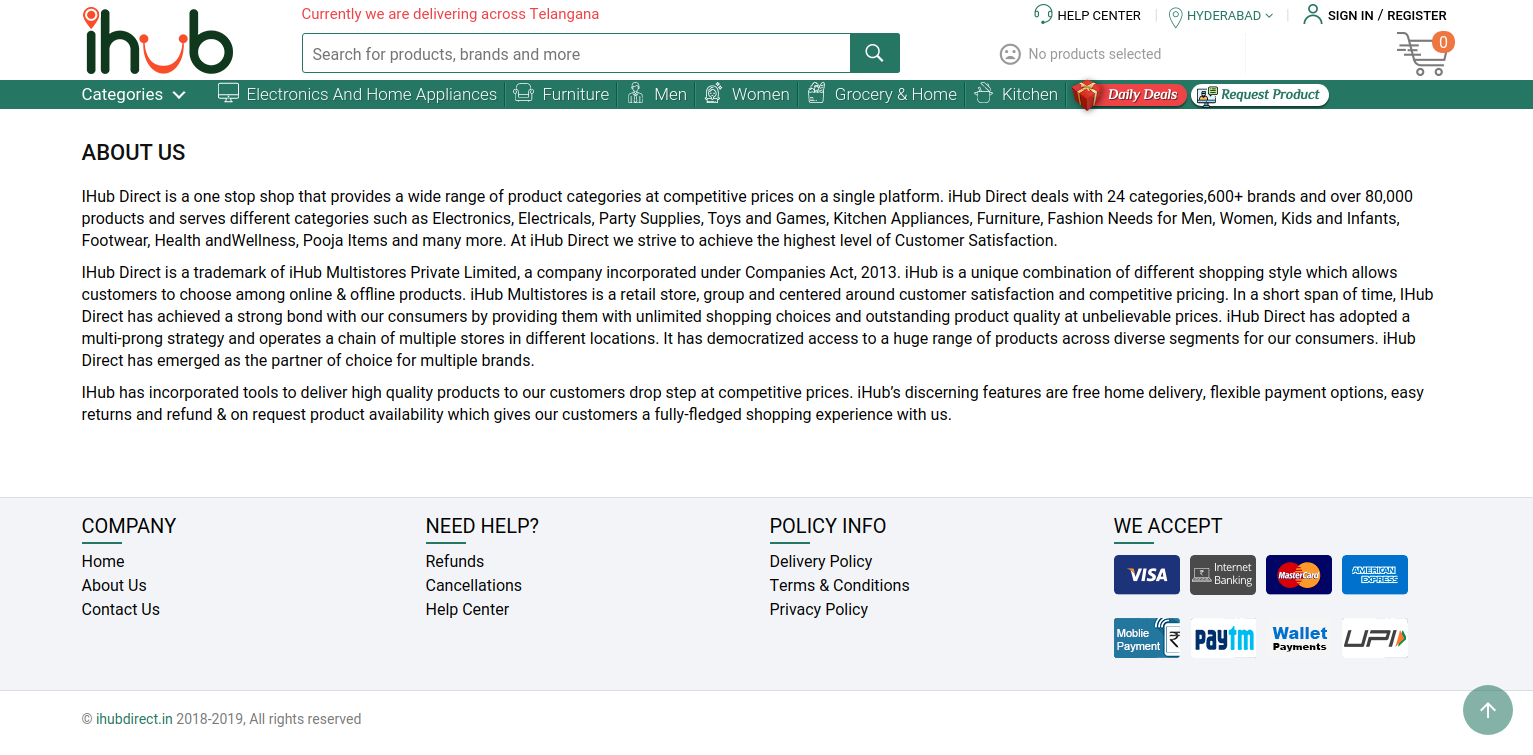 ihub
Currently we are delivering across Telangana
HELP CENTER
HYDERABAD
SIGN IN / REGISTER
Search for products, brands and more
No products selected
0
Categories
Electronics And Home Appliances
Furniture
Men
Women
Grocery & Home
Kitchen
Daily Deals
Request Product
ABOUT US
IHub Direct is a one stop shop that provides a wide range of product categories at competitive prices on a single platform. iHub Direct deals with 24 categories,600+ brands and over 80,000
products and serves different categories such as Electronics, Electricals, Party Supplies, Toys and Games, Kitchen Appliances, Furniture, Fashion Needs for Men, Women, Kids and Infants,
Footwear, Health andWellness, Pooja Items and many more. At iHub Direct we strive to achieve the highest level of Customer Satisfaction.
IHub Direct is a trademark of iHub Multistores Private Limited, a company incorporated under Companies Act, 2013. iHub is a unique combination of different shopping style which allows
customers to choose among online & offline products. iHub Multistores is a retail store, group and centered around customer satisfaction and competitive pricing. In a short span of time, IHub
Direct has achieved a strong bond with our consumers by providing them with unlimited shopping choices and outstanding product quality at unbelievable prices. iHub Direct has adopted a
multi-prong strategy and operates a chain of multiple stores in different locations. It has democratized access to a huge range of products across diverse segments for our consumers. iHub
Direct has emerged as the partner of choice for multiple brands.
IHub has incorporated tools to deliver high quality products to our customers drop step at competitive prices. iHub’s discerning features are free home delivery, flexible payment options, easy
returns and refund & on request product availability which gives our customers a fully-fledged shopping experience with us.
COMPANY
Home
About Us
Contact Us
NEED HELP?
Refunds
Cancellations
Help Center
POLICY INFO
Delivery Policy
Terms & Conditions
Privacy Policy
WE ACCEPT
VISA
Internet
Banking
MasterCard
AMERICAN
EXPRESS
Moblie
Payment
₹
paytm
Wallet
Payments
UPI
© ihubdirect.in 2018-2019, All rights reserved